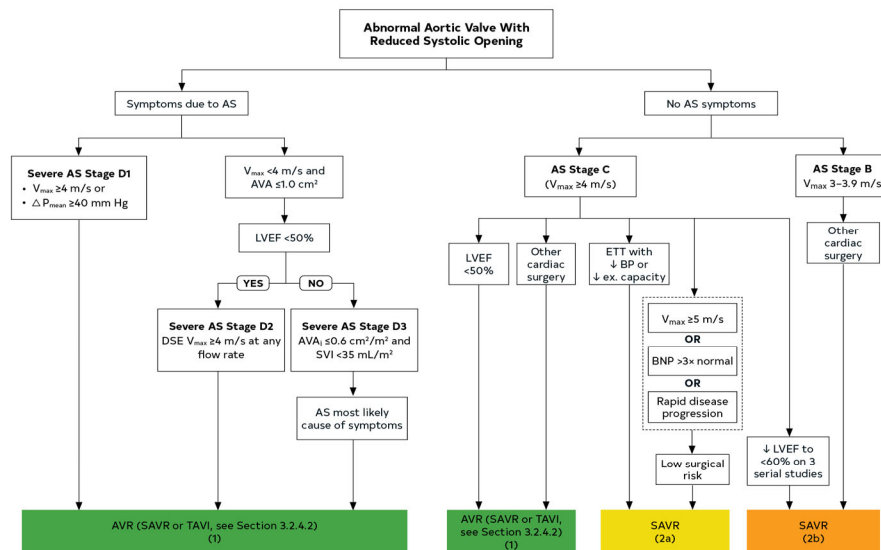 Abnormal Aortic Valve With
Reduced Systolic Opening
Symptoms due to AS
No AS symptoms
Severe AS Stage D1
• Vmax ≥4 m/s or
• △Pmean ≥40 mm Hg
Vmax <4 m/s and
AVA ≤1.0 cm²
AS Stage C
(Vmax ≥4 m/s)
AS Stage B
Vmax 3–3.9 m/s
LVEF <50%
LVEF
<50%
Other
cardiac
surgery
ETT with
↓ BP or
↓ ex. capacity
Other
cardiac
surgery
YES
NO
Severe AS Stage D2
DSE Vmax ≥4 m/s at any
flow rate
Severe AS Stage D3
AVAI ≤0.6 cm²/m² and
SVI <35 mL/m²
Vmax ≥5 m/s
OR
BNP >3× normal
OR
Rapid disease
progression
AS most likely
cause of symptoms
Low surgical
risk
↓ LVEF to
<60% on 3
serial studies
AVR (SAVR or TAVI, see Section 3.2.4.2)
(1)
AVR (SAVR or TAVI,
see Section 3.2.4.2)
(1)
SAVR
(2a)
SAVR
(2b)